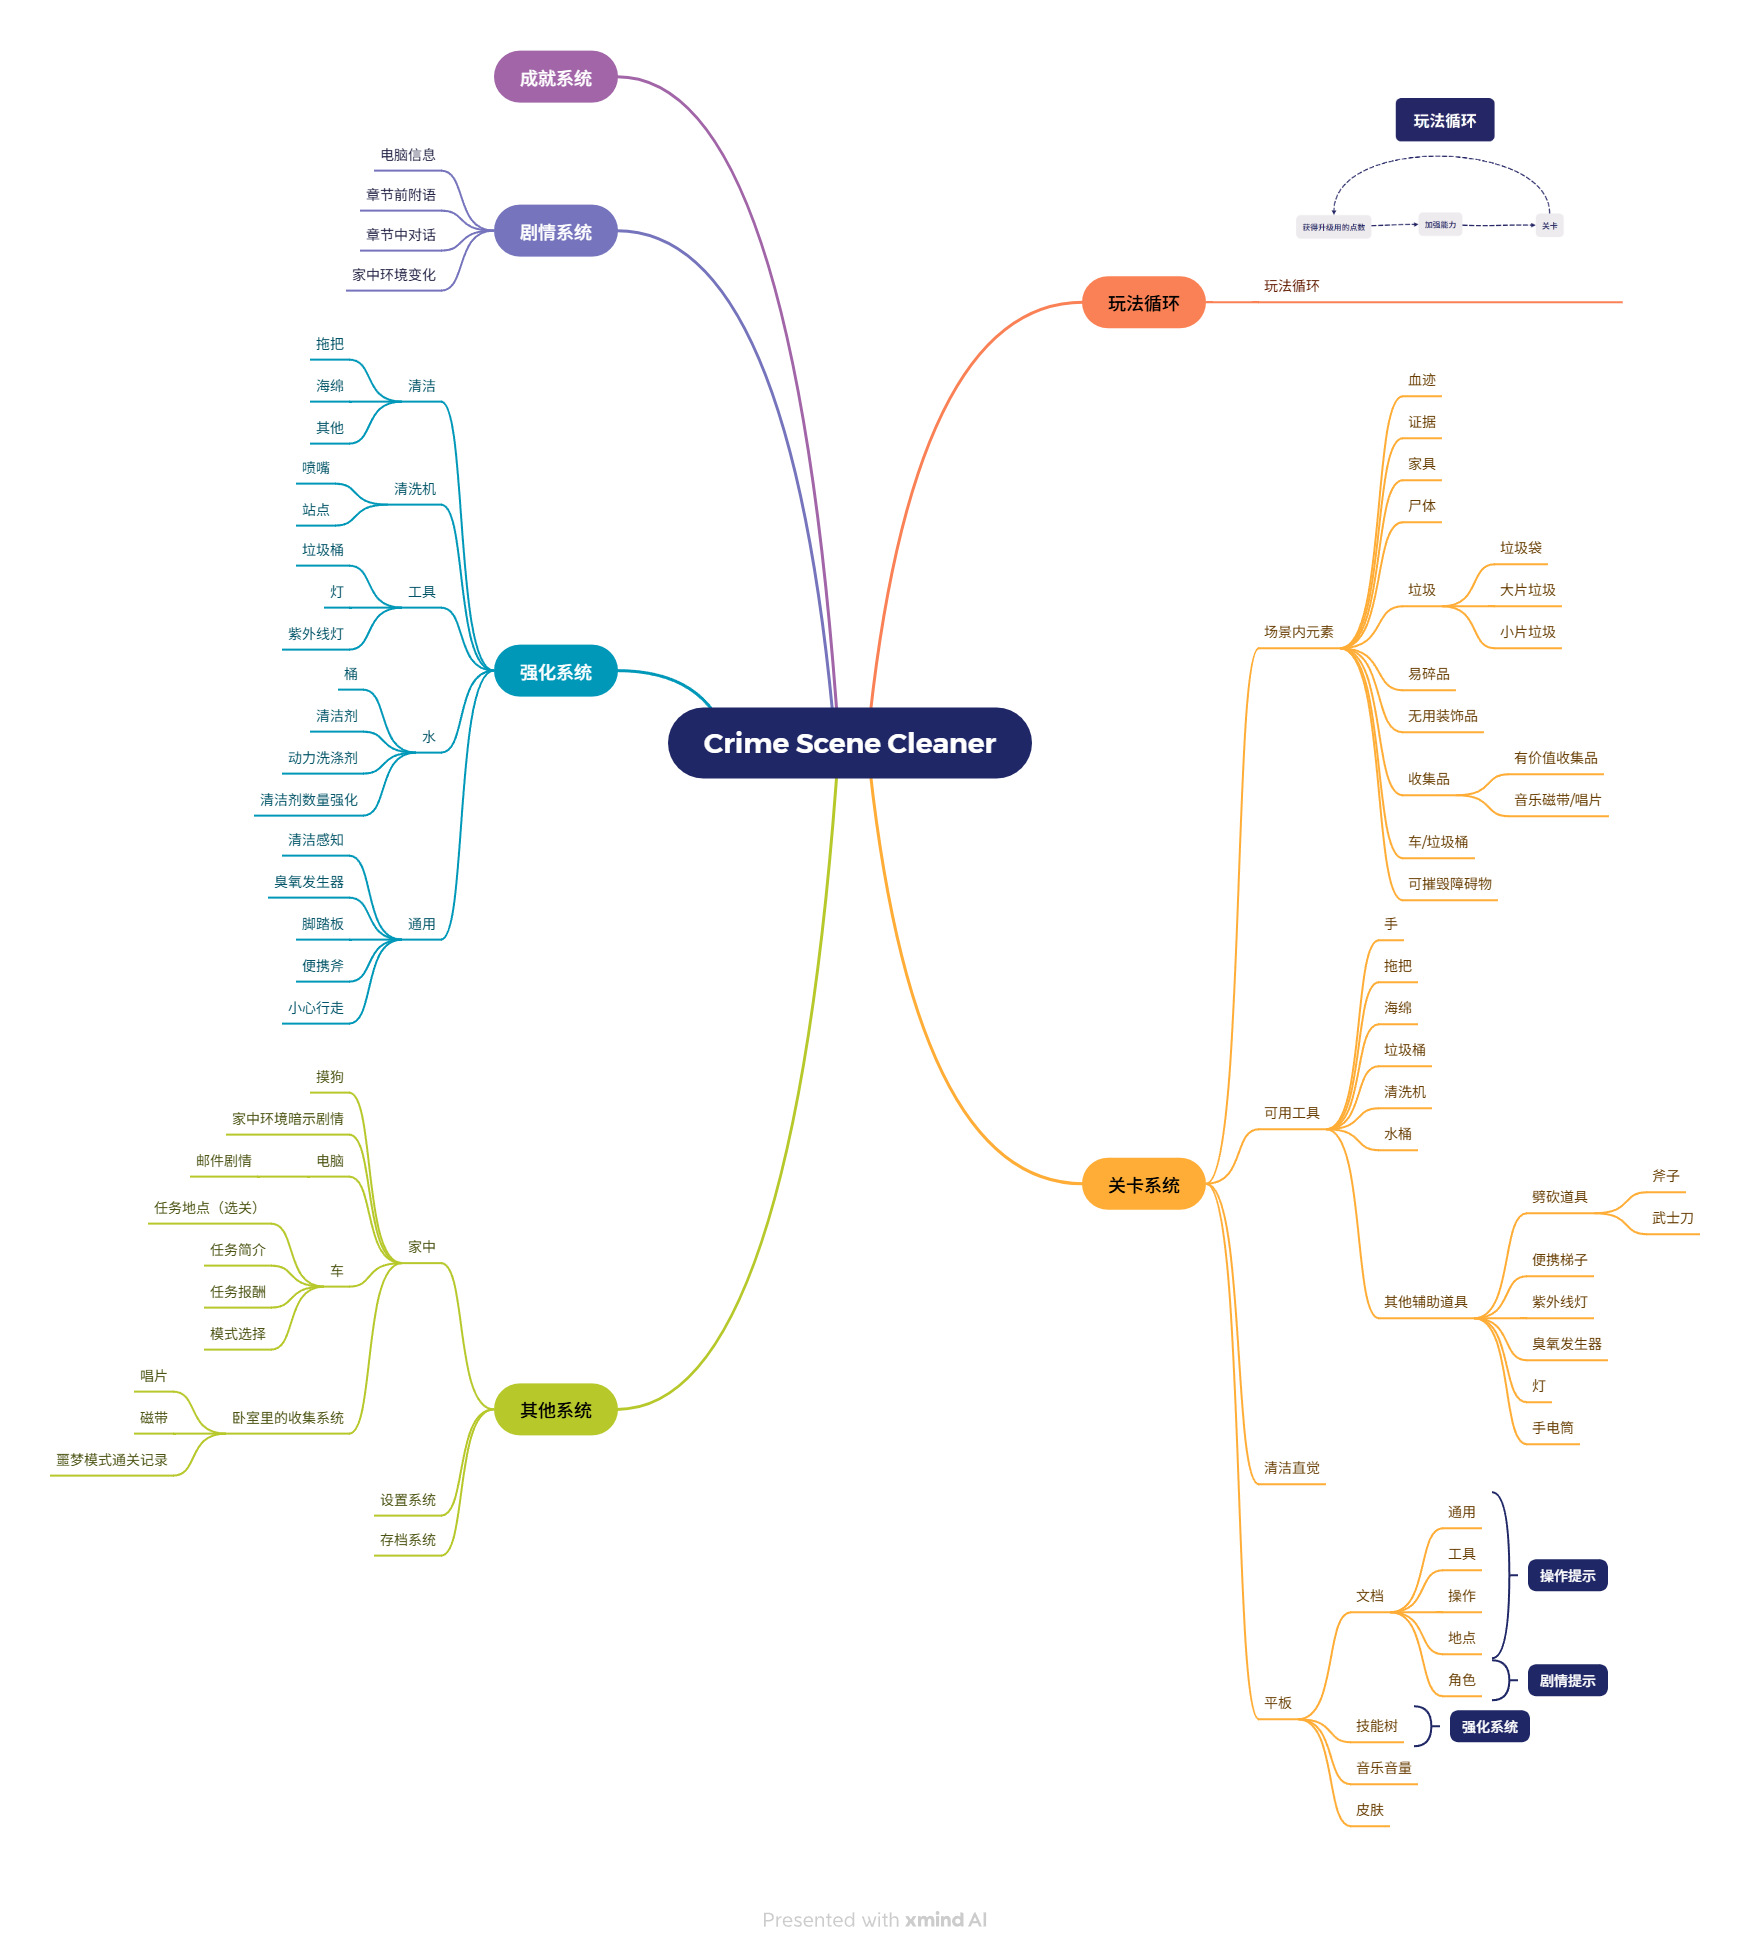 成就系统
电脑信息
章节前附语
章节中对话
家中环境变化
剧情系统
拖把
海绵
其他
清洁
喷嘴
站点
清洗机
垃圾桶
灯
紫外线灯
工具
桶
清洁剂
动力洗涤剂
清洁剂数量强化
水
清洁感知
臭氧发生器
脚踏板
便携斧
小心行走
通用
强化系统
摸狗
家中环境暗示剧情
邮件剧情
电脑
任务地点（选关）
任务简介
任务报酬
模式选择
车
唱片
磁带
噩梦模式通关记录
卧室里的收集系统
家中
设置系统
存档系统
其他系统
Crime Scene Cleaner
玩法循环
获得升级用的点数
加强能力
关卡
玩法循环
玩法循环
关卡系统
场景内元素
血迹
证据
家具
尸体
垃圾
垃圾袋
大片垃圾
小片垃圾
易碎品
无用装饰品
收集品
有价值收集品
音乐磁带/唱片
车/垃圾桶
可摧毁障碍物
可用工具
手
拖把
海绵
垃圾桶
清洗机
水桶
其他辅助道具
劈砍道具
斧子
武士刀
便携梯子
紫外线灯
臭氧发生器
灯
手电筒
清洁直觉
平板
文档
通用
工具
操作
地点
操作提示
角色
剧情提示
技能树
强化系统
音乐音量
皮肤
Presented with xmind AI